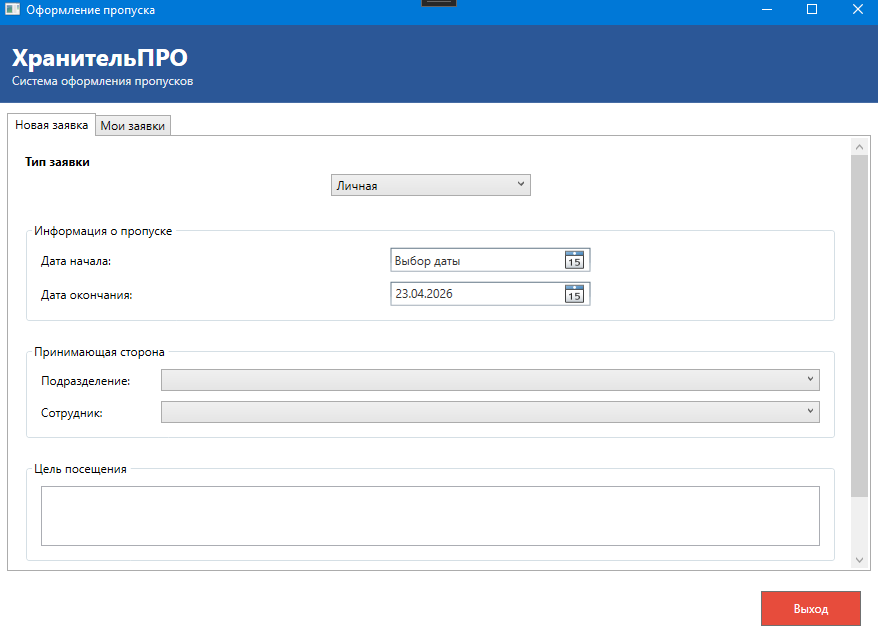 Оформление пропуска
ХранительПРО
Система оформления пропусков
Новая заявка Мои заявки
Тип заявки
Личная
Информация о пропуске
Дата начала: Выбор даты 15
Дата окончания: 23.04.2026 15
Принимающая сторона
Подразделение:
Сотрудник:
Цель посещения
Выход